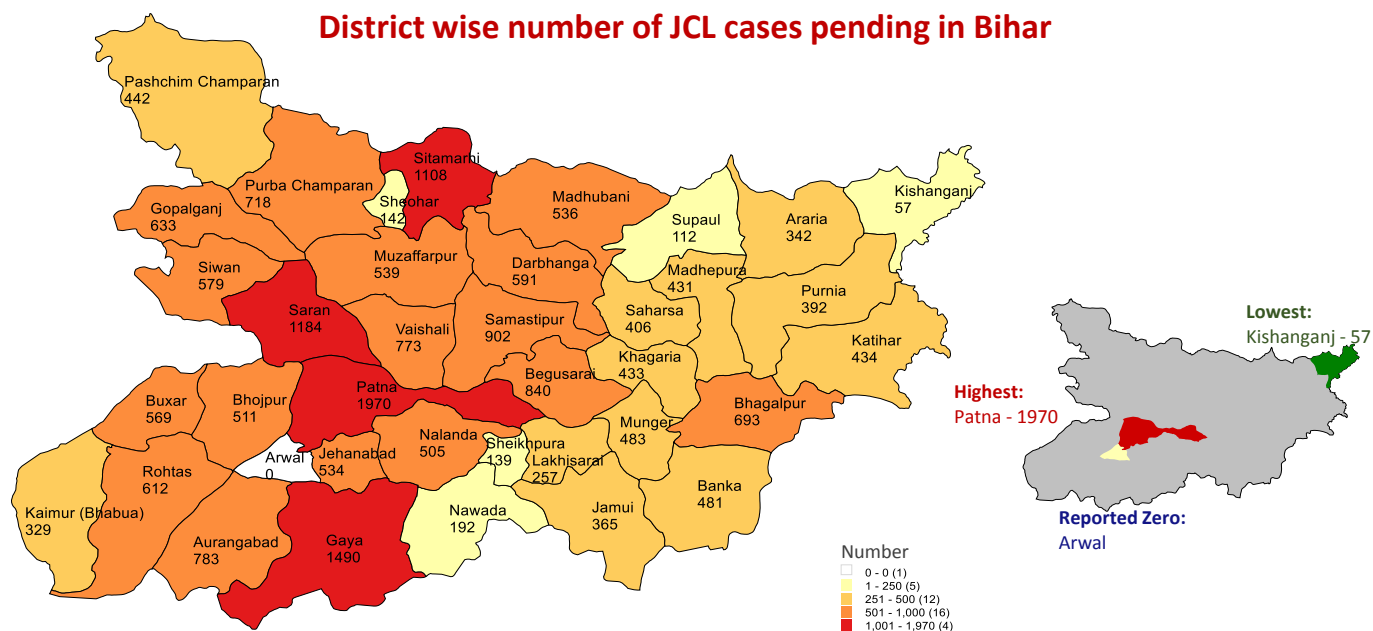 District wise number of JCL cases pending in Bihar
Pashchim Champaran
442
Sitamarhi
1108
Purba Champaran
718
Sheohar
142
Gopalganj
633
Madhubani
536
Kishanganj
57
Supaul
112
Araria
342
Siwan
579
Muzaffarpur
539
Darbhanga
591
Madhepura
431
Purnia
392
Saran
1184
Vaishali
773
Samastipur
902
Saharsa
406
Katihar
434
Khagaria
433
Patna
1970
Begusarai
840
Buxar
569
Bhojpur
511
Bhagalpur
693
Munger
483
Nalanda
505
Sheikhpura
139
Lakhisarai
257
Arwal
0
Jehanabad
534
Rohtas
612
Kaimur (Bhabua)
329
Banka
481
Nawada
192
Jamui
365
Aurangabad
783
Gaya
1490
Number
0 - 0 (1)
1 - 250 (5)
251 - 500 (12)
501 - 1,000 (16)
1,001 - 1,970 (4)
Lowest:
Kishanganj - 57
Highest:
Patna - 1970
Reported Zero:
Arwal